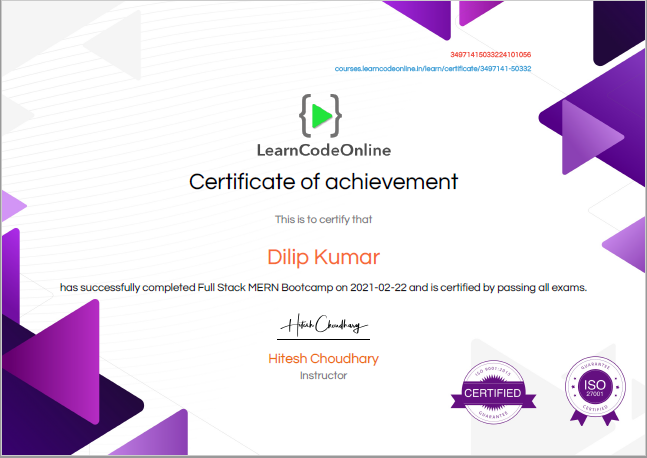 34971415033224101056
courses.learncodeonline.in/learn/certificate/3497141-50332
LearnCodeOnline
Certificate of achievement
This is to certify that
Dilip Kumar
has successfully completed Full Stack MERN Bootcamp on 2021-02-22 and is certified by passing all exams.
Hitesh Choudhary
Hitesh Choudhary
Instructor
ISO 9001:2015
CERTIFIED
GUARANTEE
GUARANTEE
ISO
27001
CERTIFIED